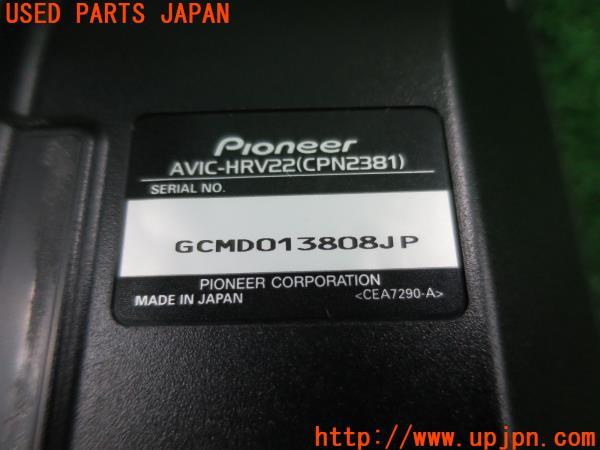 USED PARTS JAPAN
Pioneer
AVIC-HRV22(CPN2381)
SERIAL NO.
GCMD013808JP
PIONEER CORPORATION
MADE IN JAPAN <CEA7290-A>
UPJ
http://www.upjpn.com